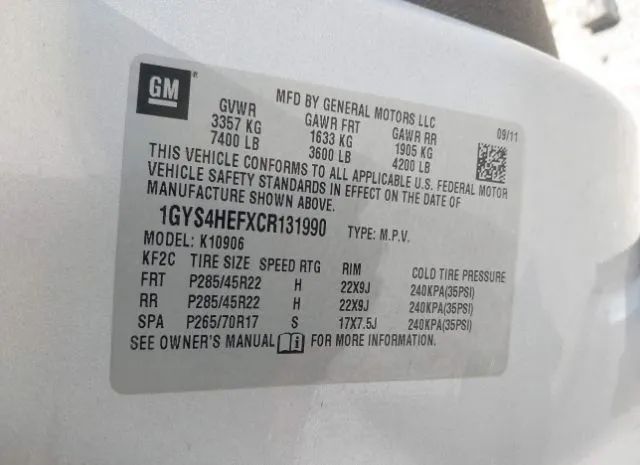 GM ®
MFD BY GENERAL MOTORS LLC
GVWR GAWR FRT GAWR RR 09/11
3357 KG 1633 KG 1905 KG
7400 LB 3600 LB 4200 LB
THIS VEHICLE CONFORMS TO ALL APPLICABLE U.S. FEDERAL MOTOR
VEHICLE SAFETY STANDARDS IN EFFECT ON THE DATE OF
MANUFACTURE SHOWN ABOVE.
1GYS4HEFXCR131990 TYPE: M.P.V.
MODEL: K10906
KF2C TIRE SIZE SPEED RTG RIM COLD TIRE PRESSURE
FRT P285/45R22 H 22X9J 240KPA(35PSI)
RR P285/45R22 H 22X9J 240KPA(35PSI)
SPA P265/70R17 S 17X7.5J 240KPA(35PSI)
SEE OWNER'S MANUAL FOR MORE INFORMATION.